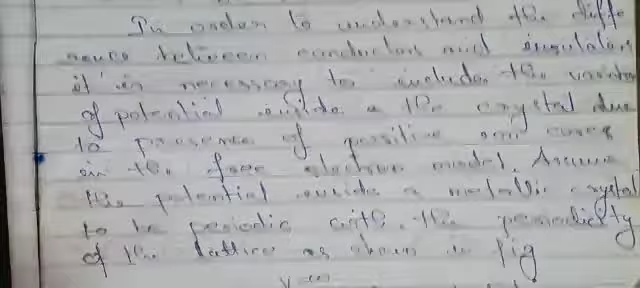 In order to understand the diffe
rence between conductors and insulators
it is necessary to include the variation
of potential inside a the crystal due
to presence of positive ion cores
in the free electron model. Assume
the potential inside a metallic crystal
to be periodic with the periodicity
of the lattice as shown in fig